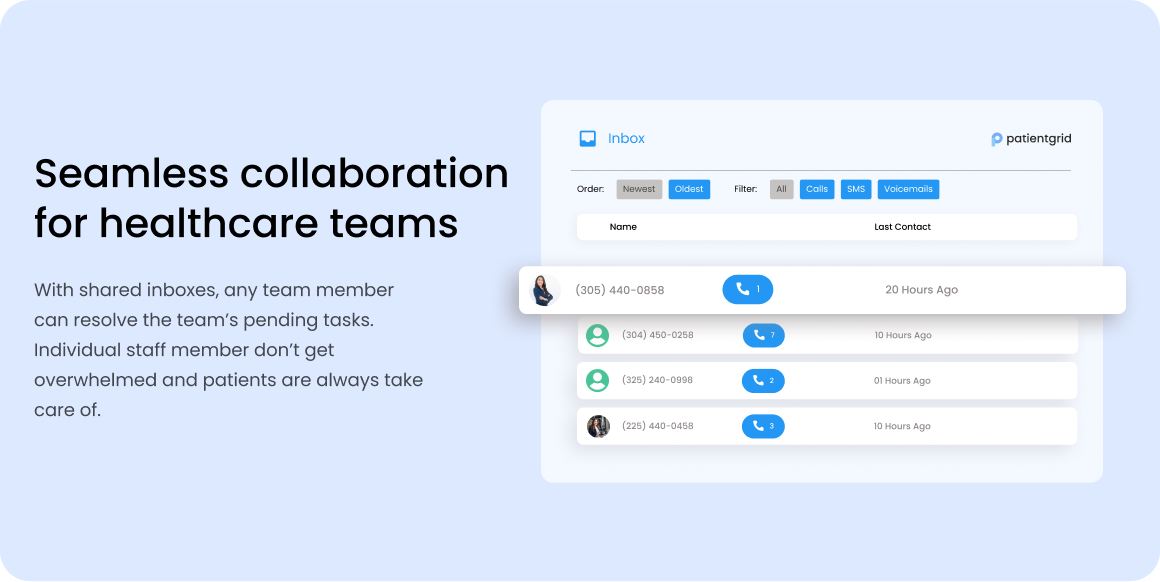 Seamless collaboration
for healthcare teams
With shared inboxes, any team member
can resolve the team's pending tasks.
Individual staff member don't get
overwhelmed and patients are always take
care of.
Inbox
patientgrid
Order: Newest Oldest Filter: All Calls SMS Voicemails
Name Last Contact
(305) 440-0858 1 20 Hours Ago
(304) 450-0258 7 10 Hours Ago
(325) 240-0998 2 01 Hours Ago
(225) 440-0458 3 10 Hours Ago